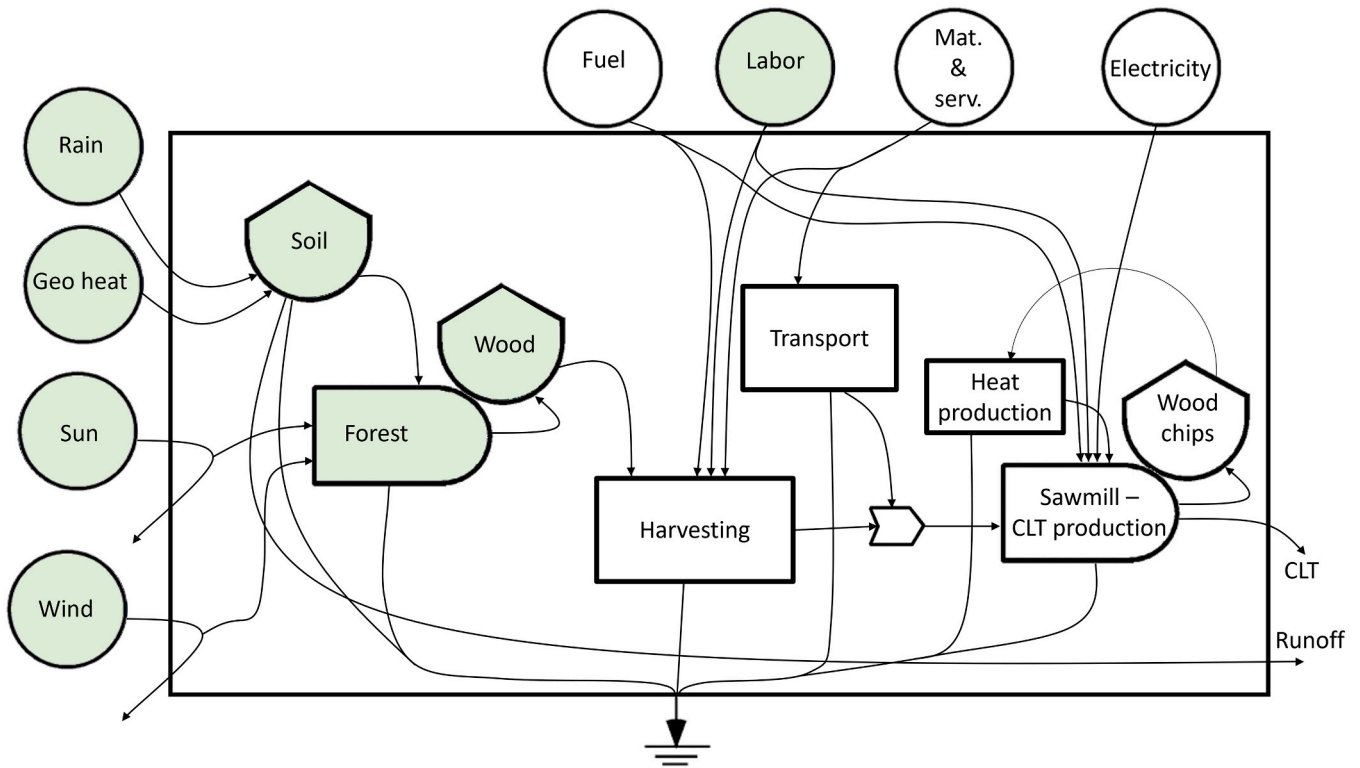 Fuel
Labor
Mat.
&
serv.
Electricity
Rain
Geo heat
Sun
Wind
Soil
Wood
Forest
Harvesting
Transport
Heat
production
Wood
chips
Sawmill –
CLT production
CLT
Runoff